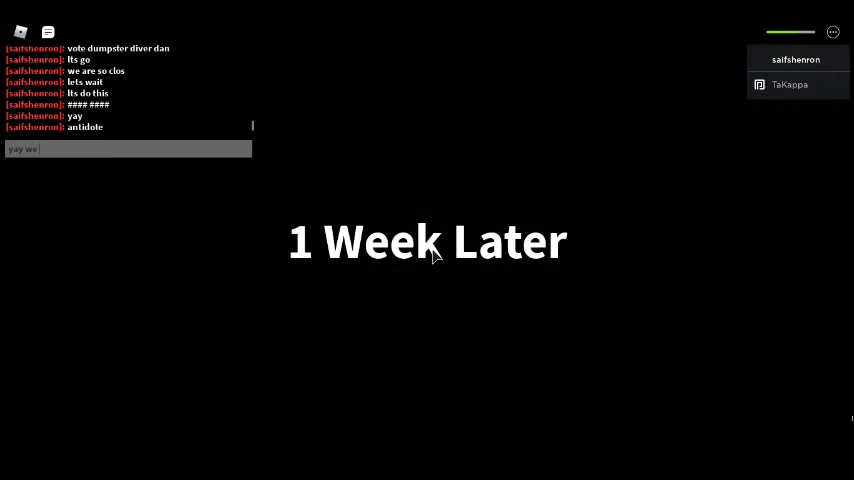 [saifshenron]: vote dumpster diver dan
[saifshenron]: lts go
[saifshenron]: we are so clos
[saifshenron]: lets wait
[saifshenron]: lts do this
[saifshenron]: #### ####
[saifshenron]: yay
[saifshenron]: antidote
yay we
saifshenron
TaKappa
1 Week Later